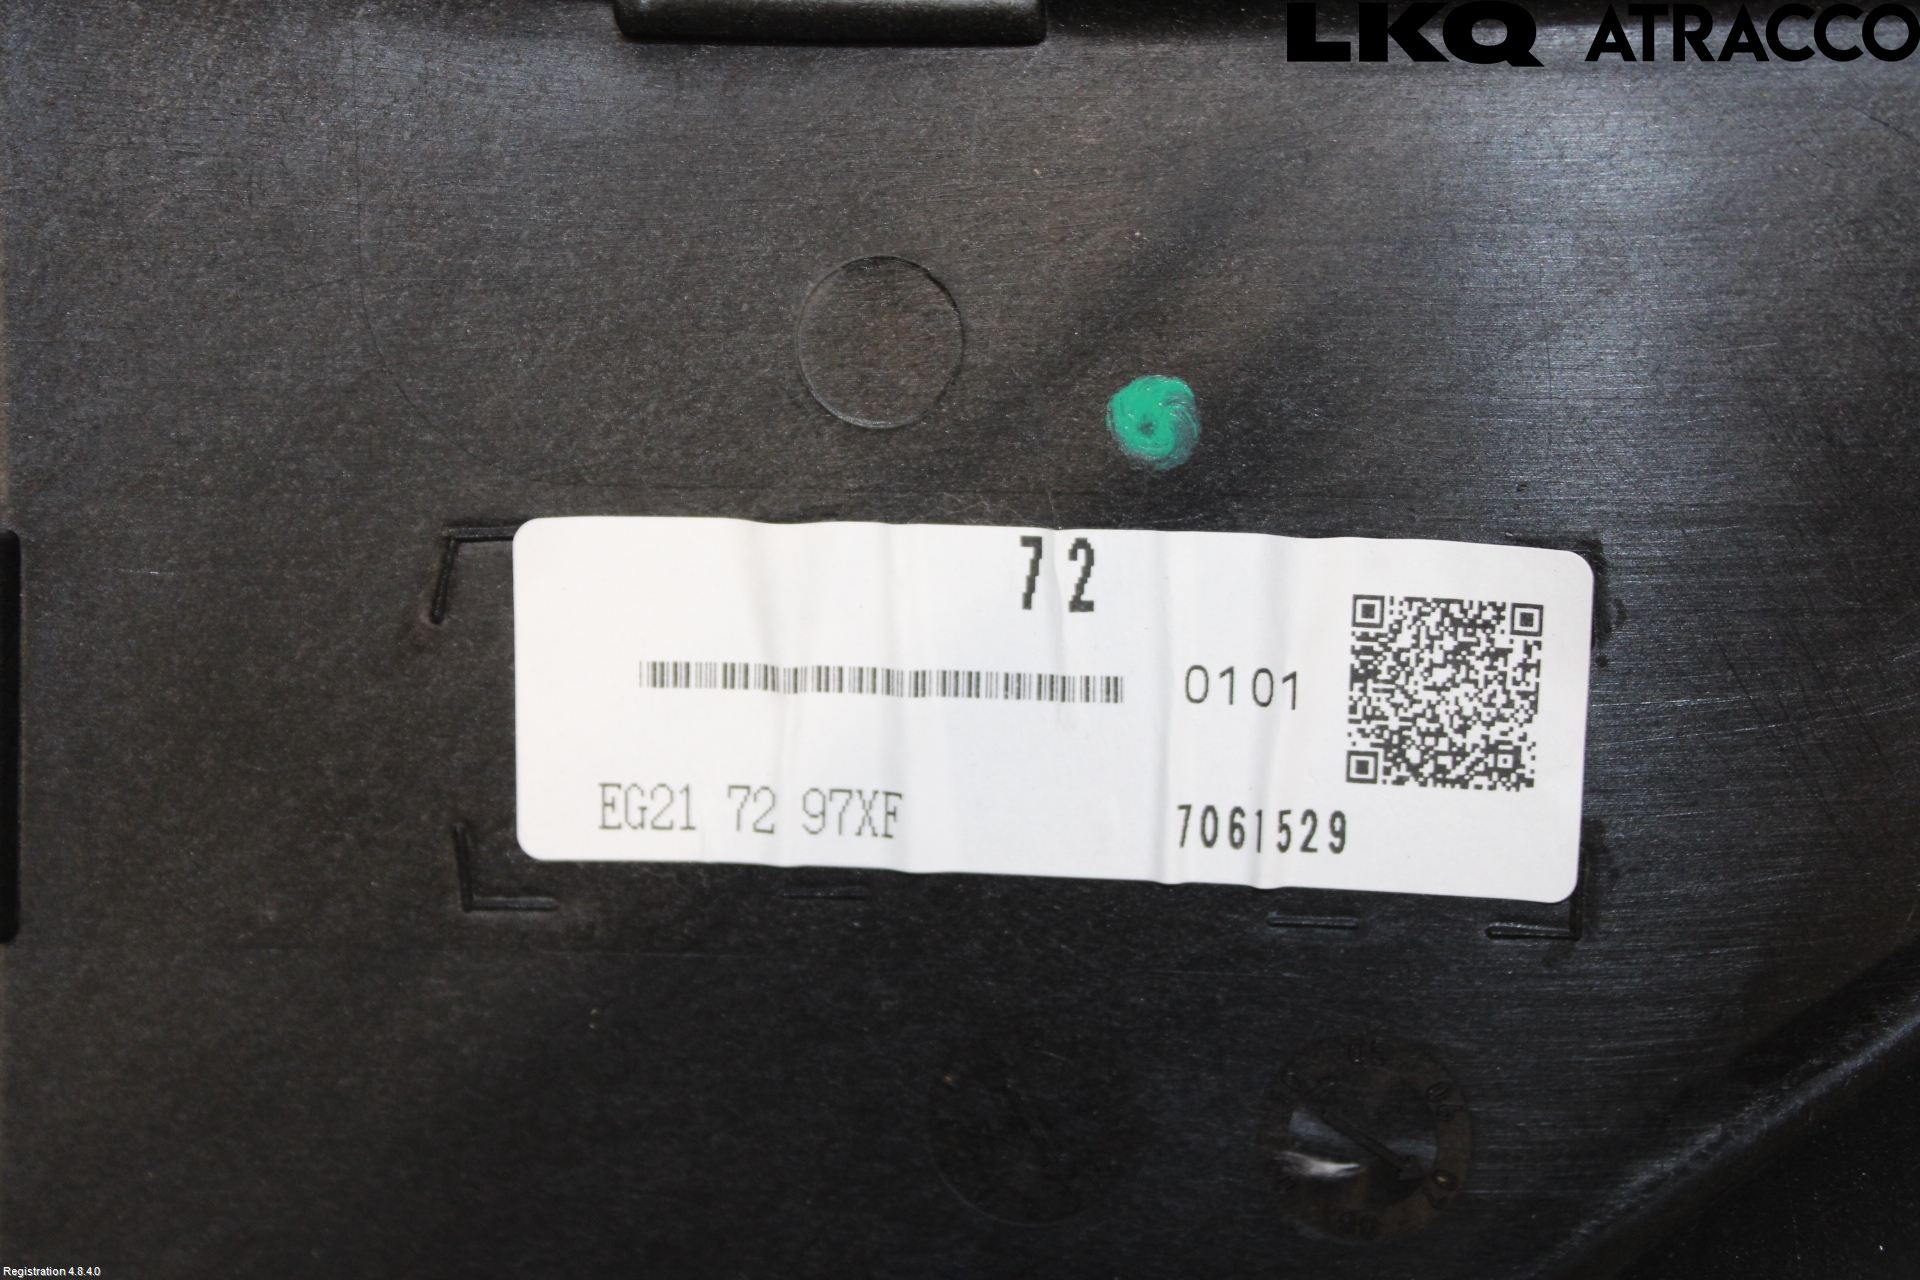 LKQ ATRACCO
72
0101
EG21 72 97XF
7061529
Registration 4.8.4.0